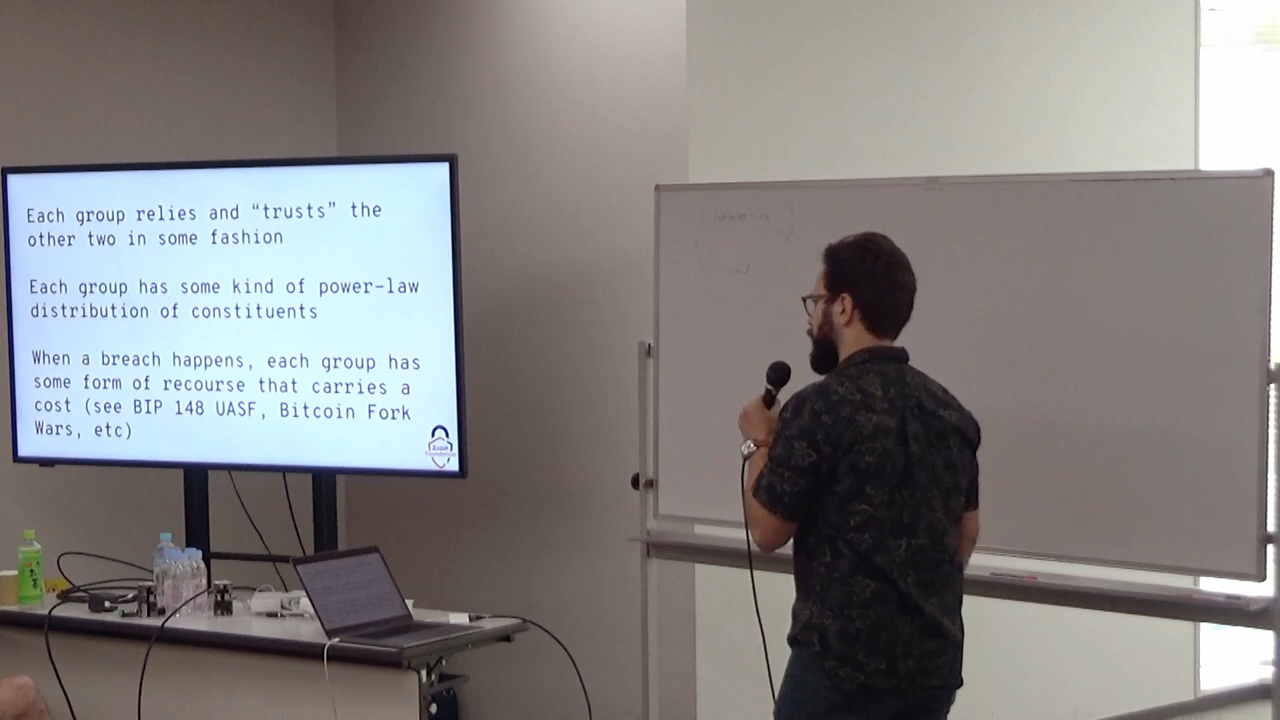 Each group relies and “trusts” the
other two in some fashion
Each group has some kind of power-law
distribution of constituents
When a breach happens, each group has
some form of recourse that carries a
cost (see BIP 148 UASF, Bitcoin Fork
Wars, etc)
Zcash
Foundation